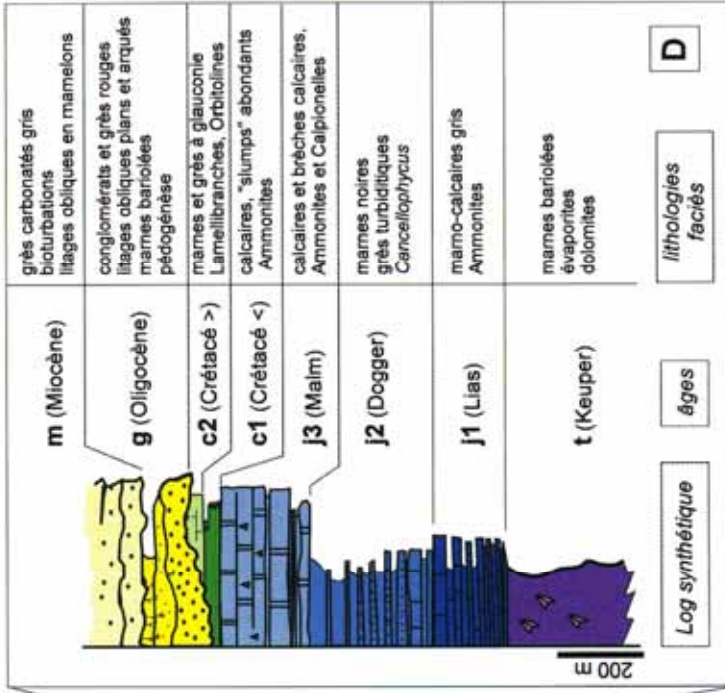 m (Miocène)
grès carbonatés gris
bioturbations
litages obliques en mamelons
g (Oligocène)
conglomérats et grès rouges
litages obliques plans et arqués
marnes bariolées
pédogénèse
c2 (Crétacé >)
marnes et grès à glauconie
Lamellibranches, Orbitolines
c1 (Crétacé <)
calcaires, "slumps" abondants
Ammonites
j3 (Malm)
calcaires et brèches calcaires,
Ammonites et Calpionelles
j2 (Dogger)
marnes noires
grès turbiditiques
Cancellophycus
j1 (Lias)
marno-calcaires gris
Ammonites
t (Keuper)
marnes bariolées
évaporites
dolomites
200 m
Log synthétique
âges
lithologies
faciés
D